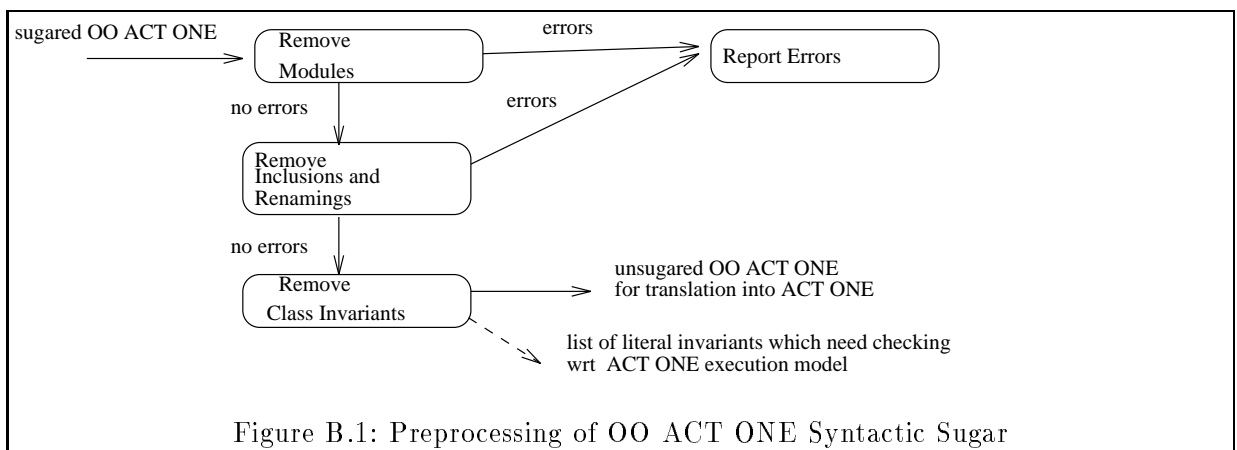 sugared OO ACT ONE
Remove
Modules
errors
Report Errors
no errors
errors
Remove
Inclusions and
Renamings
no errors
Remove
Class Invariants
unsugared OO ACT ONE
for translation into ACT ONE
list of literal invariants which need checking
wrt ACT ONE execution model
Figure B.1: Preprocessing of OO ACT ONE Syntactic Sugar